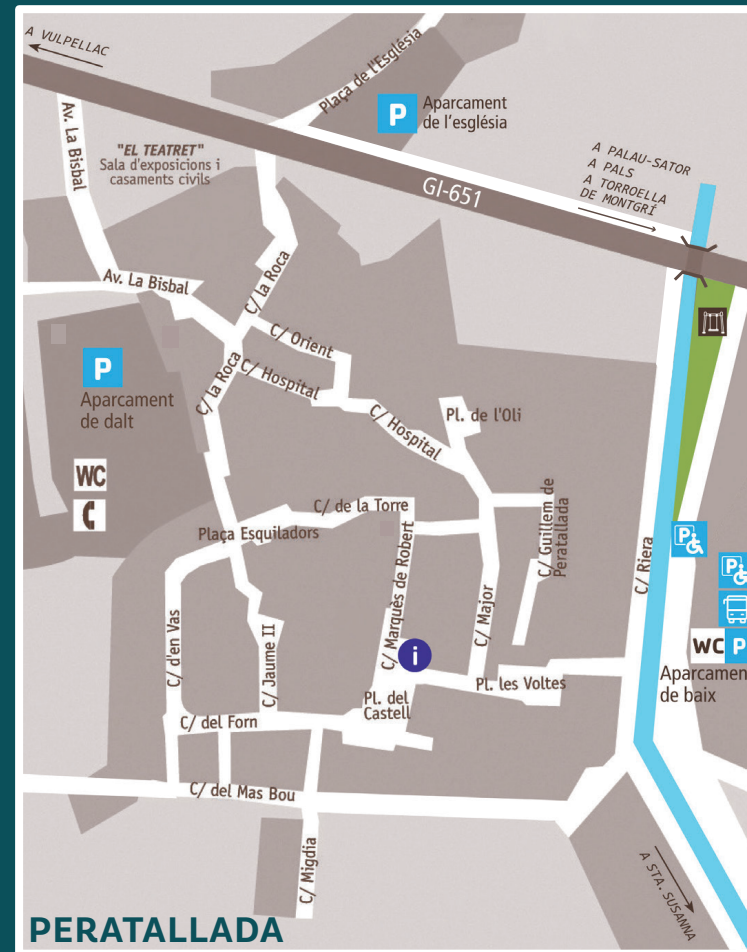 A VULPELLAC
Plaça de l'Església
P
Aparcament
de l'església
Av. La Bisbal
"EL TEATRET"
Sala d'exposicions i
casaments civils
GI-651
A PALAU-SATOR
A PALS
A TORROELLA
DE MONTGRÍ
Av. La Bisbal
C/ la Roca
C/ Orient
C/ la Roca
C/ Hospital
P
Aparcament
de dalt
C/ Hospital
Pl. de l'Oli
WC
C/ de la Torre
Plaça Esquiladors
C/ Marquès de Robert
C/ Guillem de
Peratallada
C/ Riera
P
P
C/ Major
C/ d'en Vas
C/ Jaume II
i
WC P
Aparcamen
de baix
Pl. les Voltes
Pl. del
Castell
C/ del Forn
C/ del Mas Bou
C/ Migdia
A STA. SUSANNA
PERATALLADA